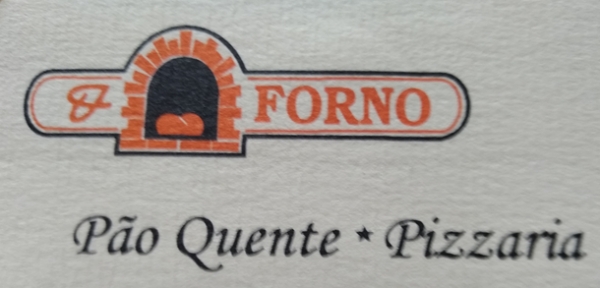 O FORNO
Pão Quente ★ Pizzaria